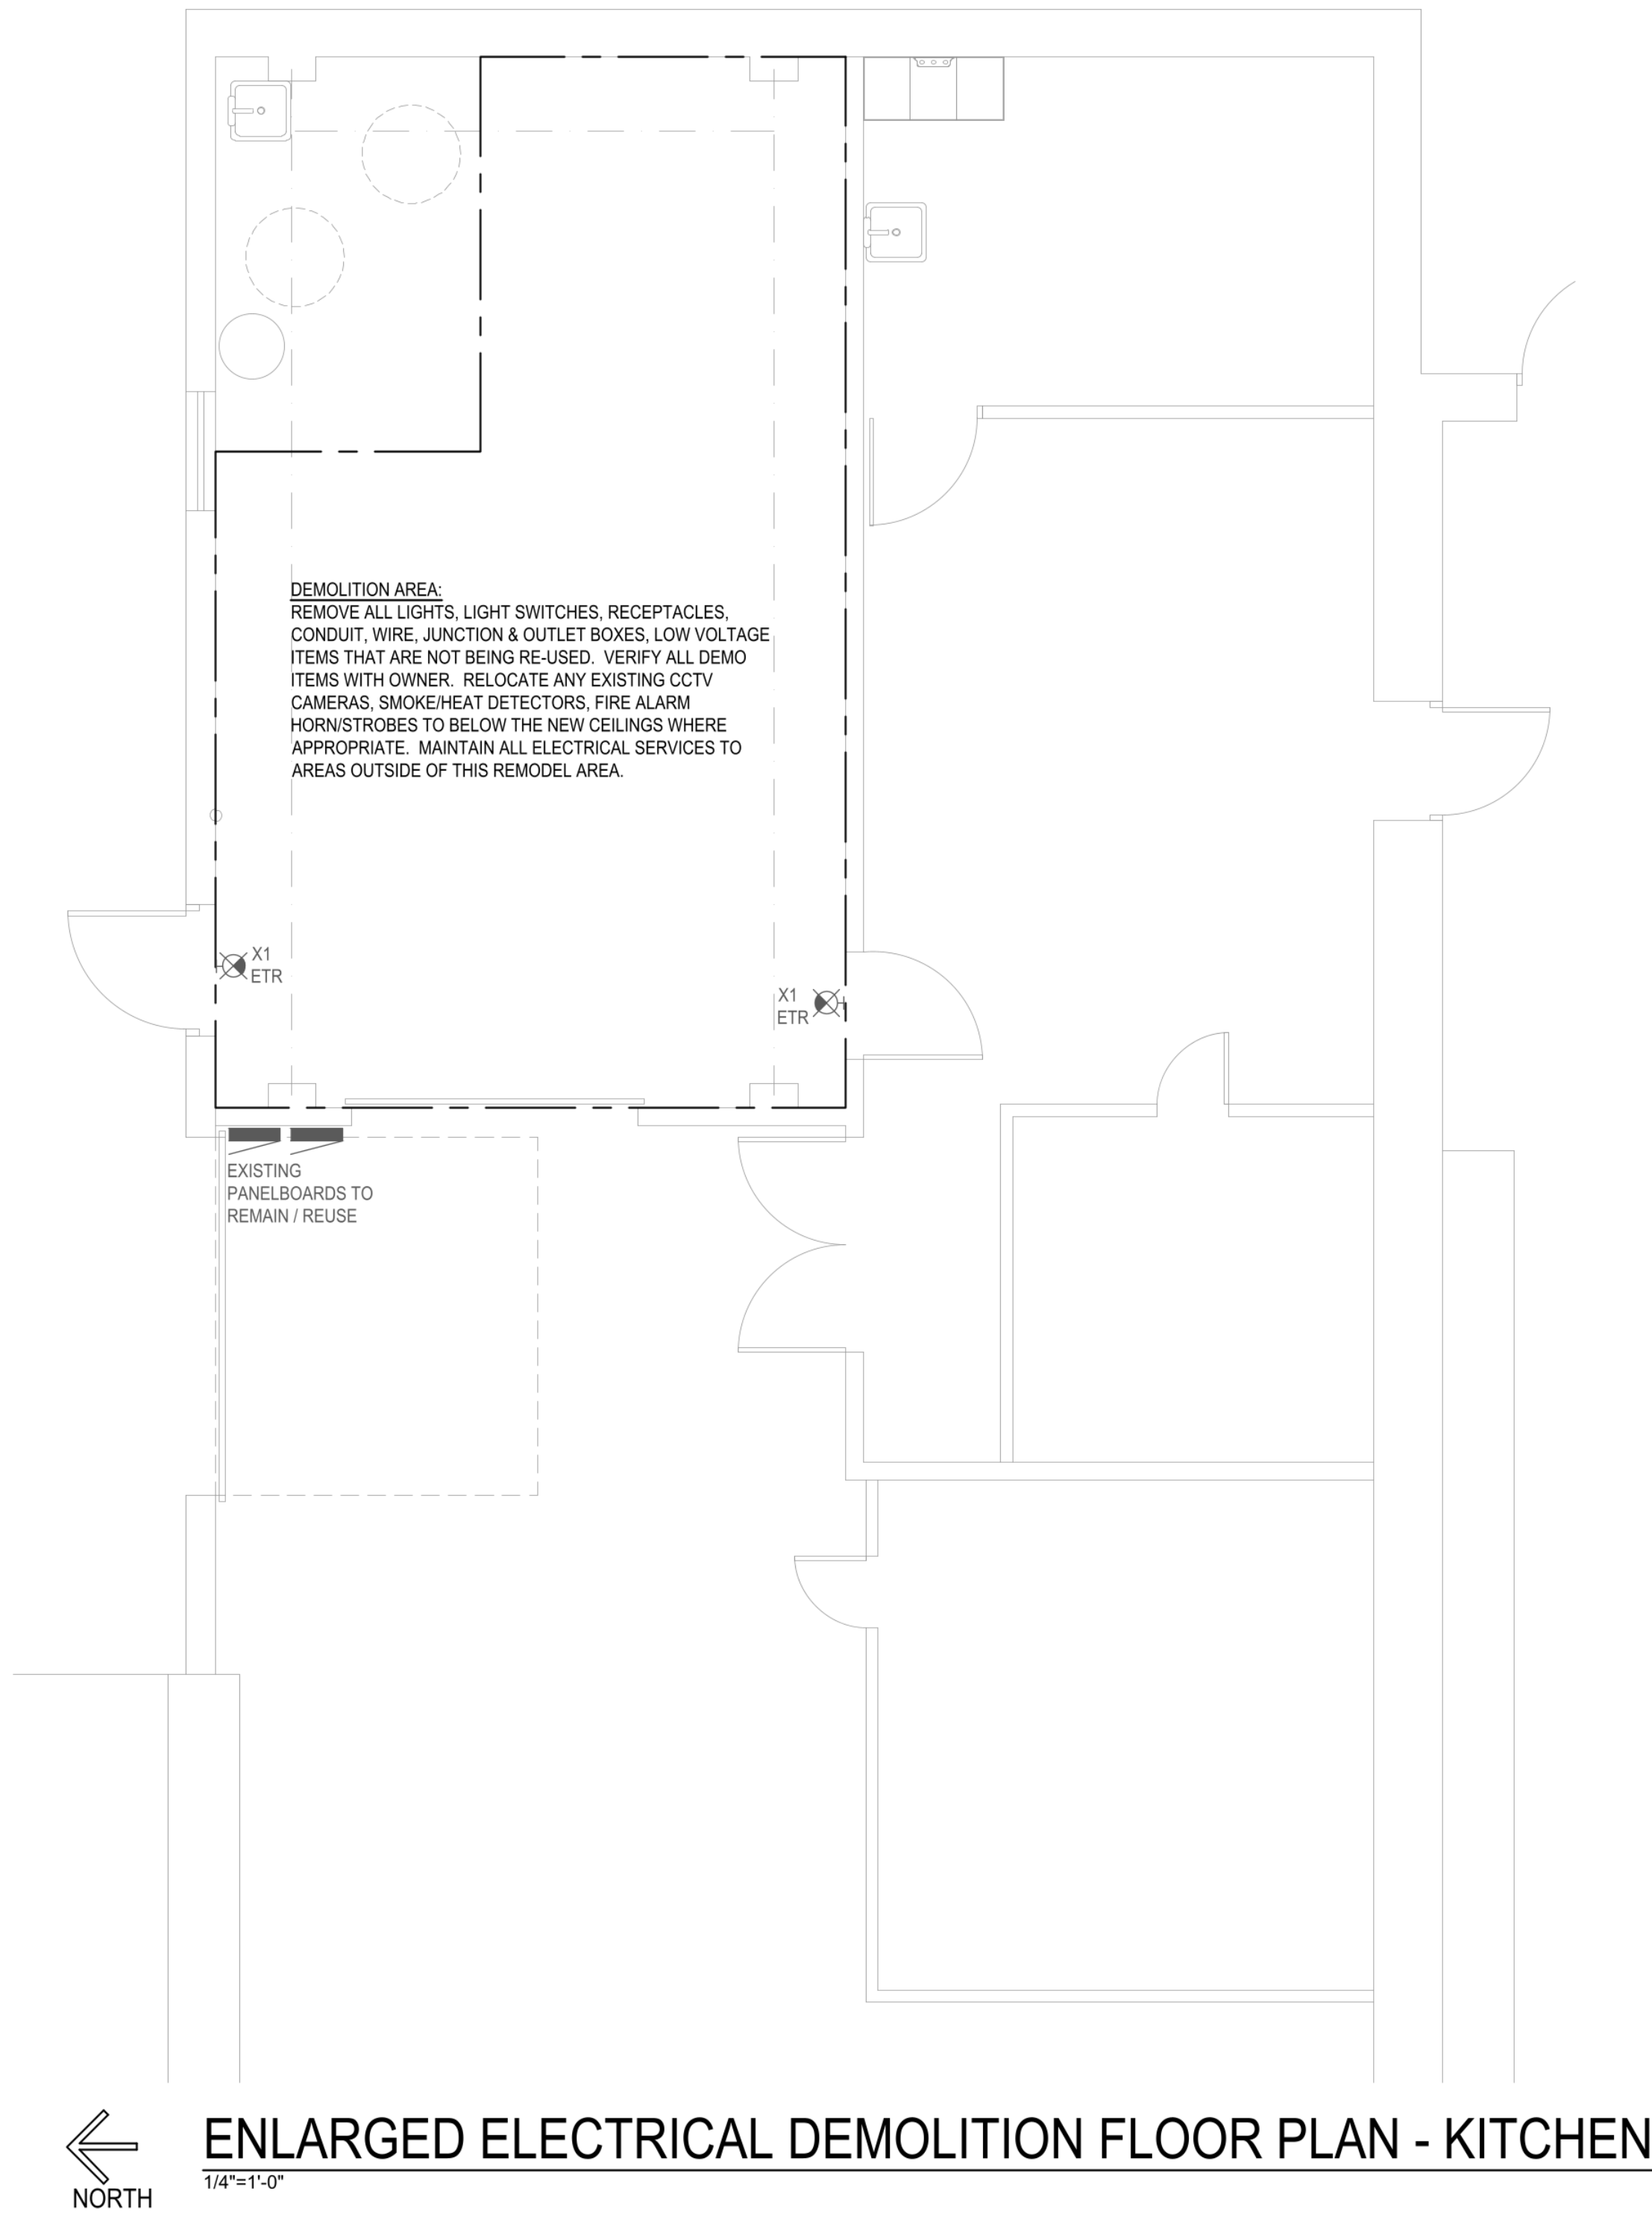 DEMOLITION AREA:
REMOVE ALL LIGHTS, LIGHT SWITCHES, RECEPTACLES,
CONDUIT, WIRE, JUNCTION & OUTLET BOXES, LOW VOLTAGE
ITEMS THAT ARE NOT BEING RE-USED.  VERIFY ALL DEMO
ITEMS WITH OWNER.  RELOCATE ANY EXISTING CCTV
CAMERAS, SMOKE/HEAT DETECTORS, FIRE ALARM
HORN/STROBES TO BELOW THE NEW CEILINGS WHERE
APPROPRIATE.  MAINTAIN ALL ELECTRICAL SERVICES TO
AREAS OUTSIDE OF THIS REMODEL AREA.
X1
ETR
X1
ETR
EXISTING
PANELBOARDS TO
REMAIN / REUSE
ENLARGED ELECTRICAL DEMOLITION FLOOR PLAN - KITCHEN
1/4"=1'-0"
NORTH